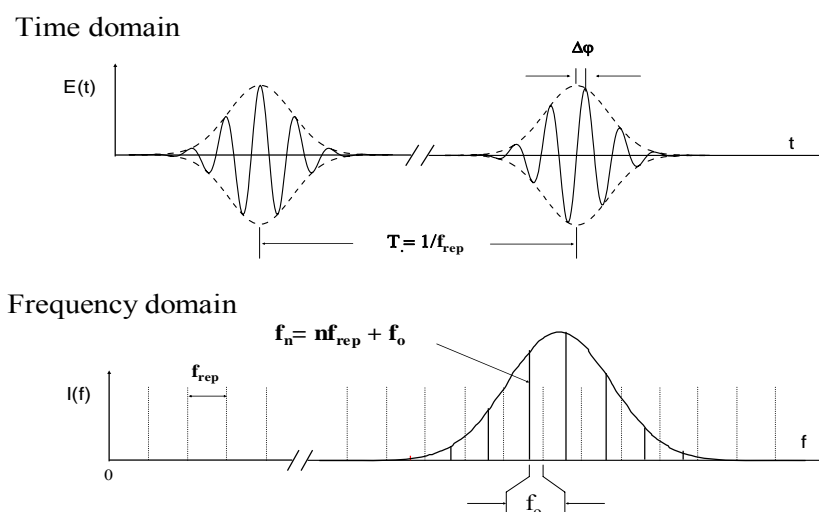 Time domain
Δφ
E(t)
t
T = 1/f_rep
Frequency domain
f_n = nf_rep + f_o
f_rep
I(f)
f
0
f_o